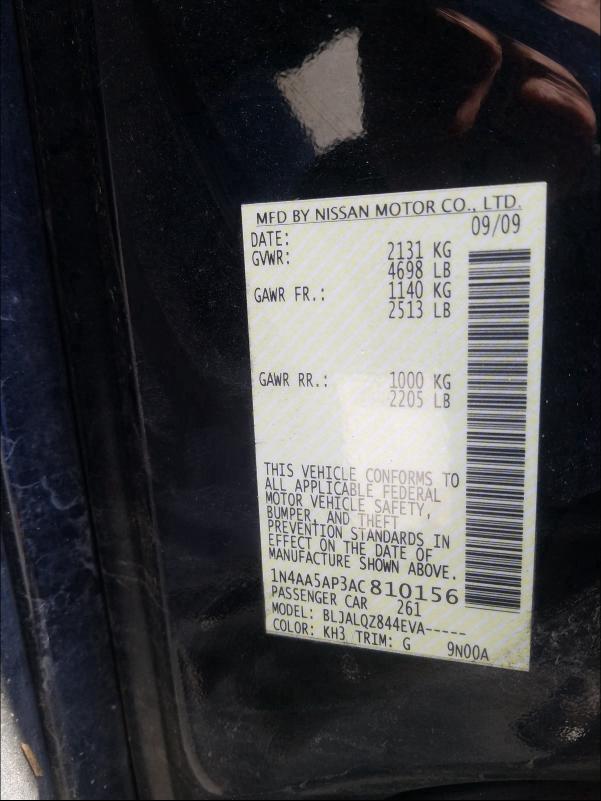 MFD BY NISSAN MOTOR CO., LTD.
DATE: 09/09
GVWR: 2131 KG
4698 LB
GAWR FR.: 1140 KG
2513 LB
GAWR RR.: 1000 KG
2205 LB
THIS VEHICLE CONFORMS TO
ALL APPLICABLE FEDERAL
MOTOR VEHICLE SAFETY,
BUMPER, AND THEFT
PREVENTION STANDARDS IN
EFFECT ON THE DATE OF
MANUFACTURE SHOWN ABOVE.
1N4AA5AP3AC810156
PASSENGER CAR 261
MODEL: BLJALQZ844EVA-----
COLOR: KH3 TRIM: G 9N00A